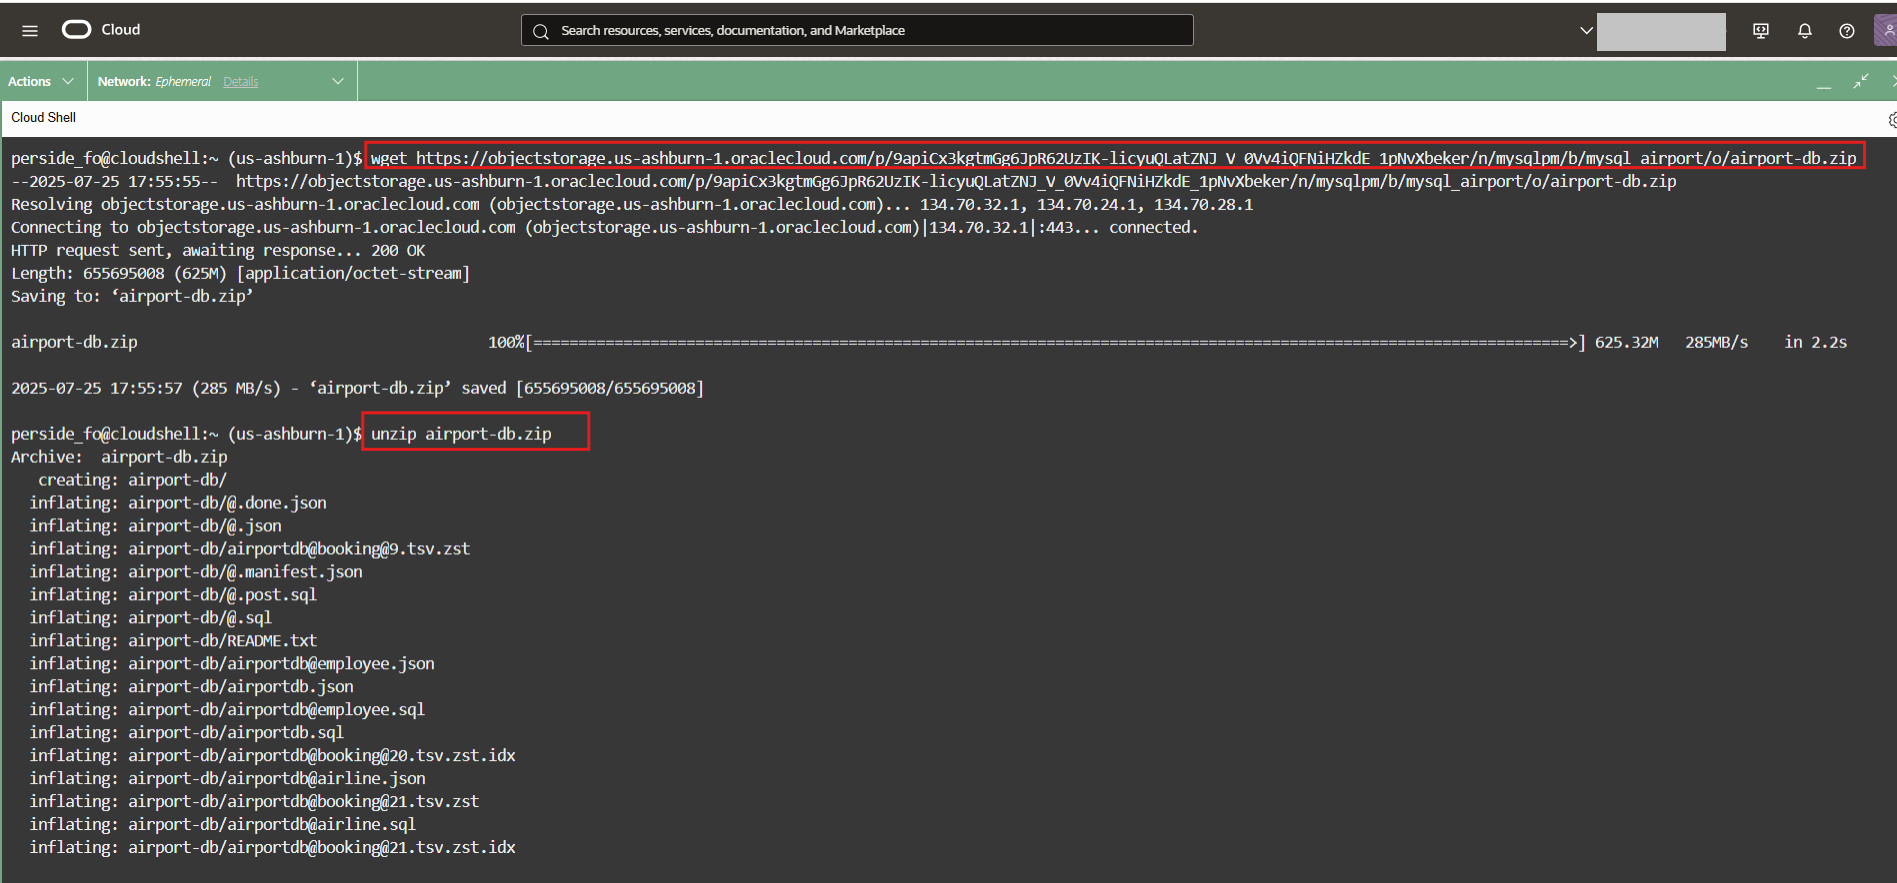 Cloud
Search resources, services, documentation, and Marketplace
Actions
Network: Ephemeral Details
Cloud Shell
perside_fo@cloudshell:~ (us-ashburn-1)$ wget https://objectstorage.us-ashburn-1.oraclecloud.com/p/9apiCx3kgtmGg6JpR62UzIK-licyuQLatZNJ_V_0Vv4iQFNiHZkdE_1pNvXbeker/n/mysqlpm/b/mysql_airport/o/airport-db.zip
--2025-07-25 17:55:55--  https://objectstorage.us-ashburn-1.oraclecloud.com/p/9apiCx3kgtmGg6JpR62UzIK-licyuQLatZNJ_V_0Vv4iQFNiHZkdE_1pNvXbeker/n/mysqlpm/b/mysql_airport/o/airport-db.zip
Resolving objectstorage.us-ashburn-1.oraclecloud.com (objectstorage.us-ashburn-1.oraclecloud.com)... 134.70.32.1, 134.70.24.1, 134.70.28.1
Connecting to objectstorage.us-ashburn-1.oraclecloud.com (objectstorage.us-ashburn-1.oraclecloud.com)|134.70.32.1|:443... connected.
HTTP request sent, awaiting response... 200 OK
Length: 655695008 (625M) [application/octet-stream]
Saving to: ‘airport-db.zip’
airport-db.zip 100%[===================================================================================================================>] 625.32M 285MB/s in 2.2s
2025-07-25 17:55:57 (285 MB/s) - ‘airport-db.zip’ saved [655695008/655695008]
perside_fo@cloudshell:~ (us-ashburn-1)$ unzip airport-db.zip
Archive:  airport-db.zip
creating: airport-db/
inflating: airport-db/@.done.json
inflating: airport-db/@.json
inflating: airport-db/airportdb@booking@9.tsv.zst
inflating: airport-db/@.manifest.json
inflating: airport-db/@.post.sql
inflating: airport-db/@.sql
inflating: airport-db/README.txt
inflating: airport-db/airportdb@employee.json
inflating: airport-db/airportdb.json
inflating: airport-db/airportdb@employee.sql
inflating: airport-db/airportdb.sql
inflating: airport-db/airportdb@booking@20.tsv.zst.idx
inflating: airport-db/airportdb@airline.json
inflating: airport-db/airportdb@booking@21.tsv.zst
inflating: airport-db/airportdb@airline.sql
inflating: airport-db/airportdb@booking@21.tsv.zst.idx